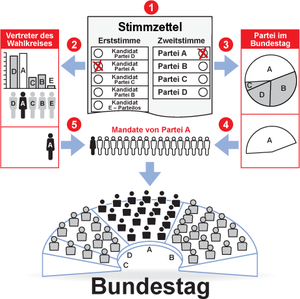 1
Stimmzettel
Erststimme Zweitstimme
Kandidat
Partei D
Partei A
Kandidat
Partei A
Partei B
Kandidat
Partei C
Partei C
Kandidat
Partei B
Partei D
Kandidat
E – Parteilos
Vertreter des
Wahlkreises
2
D A C B E
D A C B E
3
Partei im
Bundestag
A
C
D
B
5
A
Mandate von Partei A
4
A
A
D
B
C
Bundestag